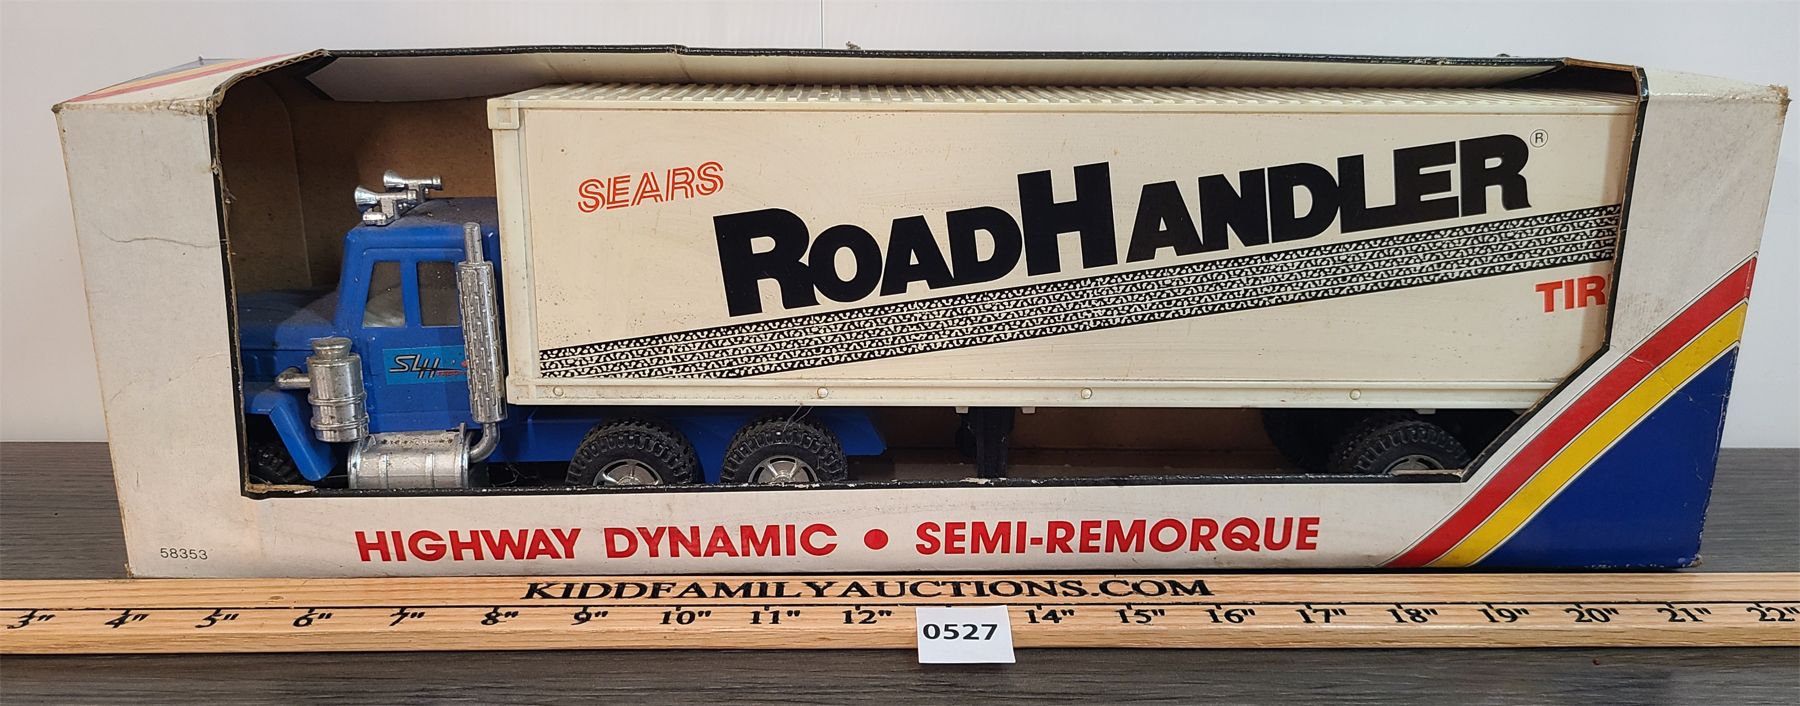 SEARS
ROADHANDLER®
TIR
SLH
58353
HIGHWAY DYNAMIC • SEMI-REMORQUE
KIDDFAMILYAUCTIONS.COM
3" 4" 5" 6" 7" 8" 9" 10" 11" 12" 14" 15" 16" 17" 18" 19" 20" 21" 22"
0527